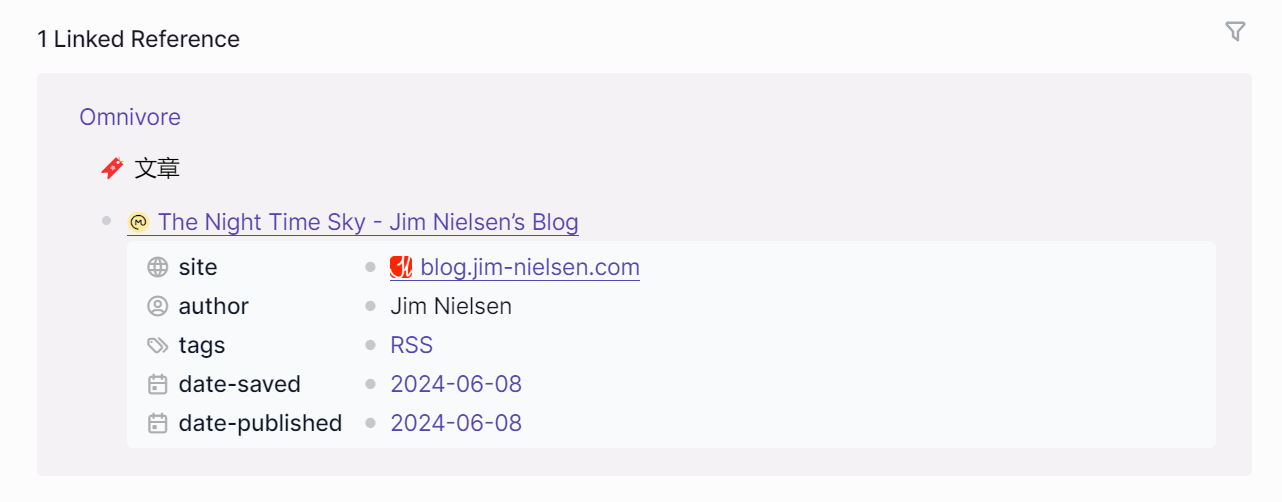 1 Linked Reference
Omnivore
文章
The Night Time Sky - Jim Nielsen’s Blog
site blog.jim-nielsen.com
author Jim Nielsen
tags RSS
date-saved 2024-06-08
date-published 2024-06-08